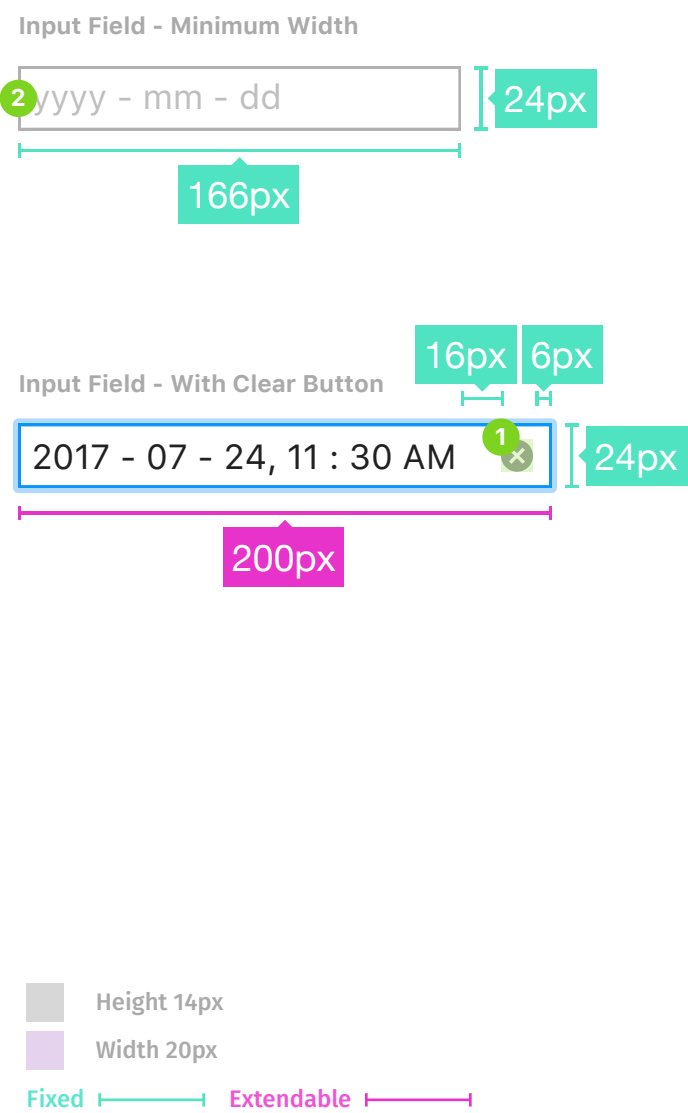 Input Field - Minimum Width
2 yyyy - mm - dd 24px
166px
16px 6px
Input Field - With Clear Button
1
2017 - 07 - 24, 11 : 30 AM 24px
200px
Height 14px
Width 20px
Fixed Extendable